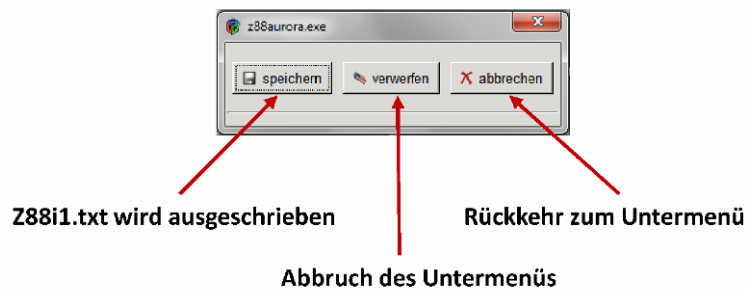 z88aurora.exe
speichern verwerfen abbrechen
Z88i1.txt wird ausgeschrieben
Rückkehr zum Untermenü
Abbruch des Untermenüs